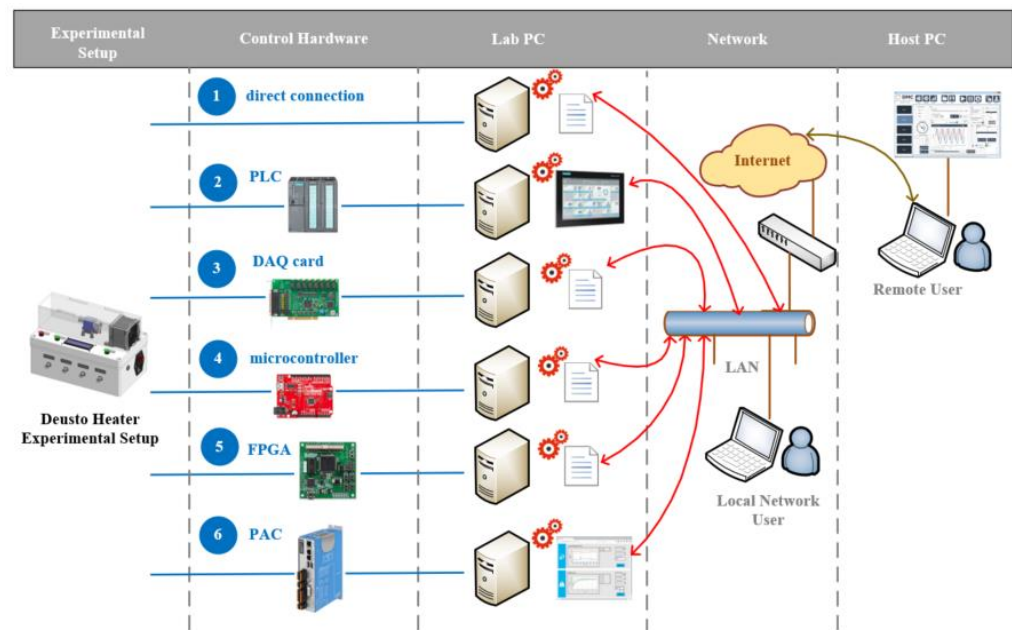 Experimental
Setup
Control Hardware
Lab PC
Network
Host PC
1 direct connection
2 PLC
3 DAQ card
4 microcontroller
5 FPGA
6 PAC
Deusto Heater
Experimental Setup
Internet
Remote User
LAN
Local Network
User